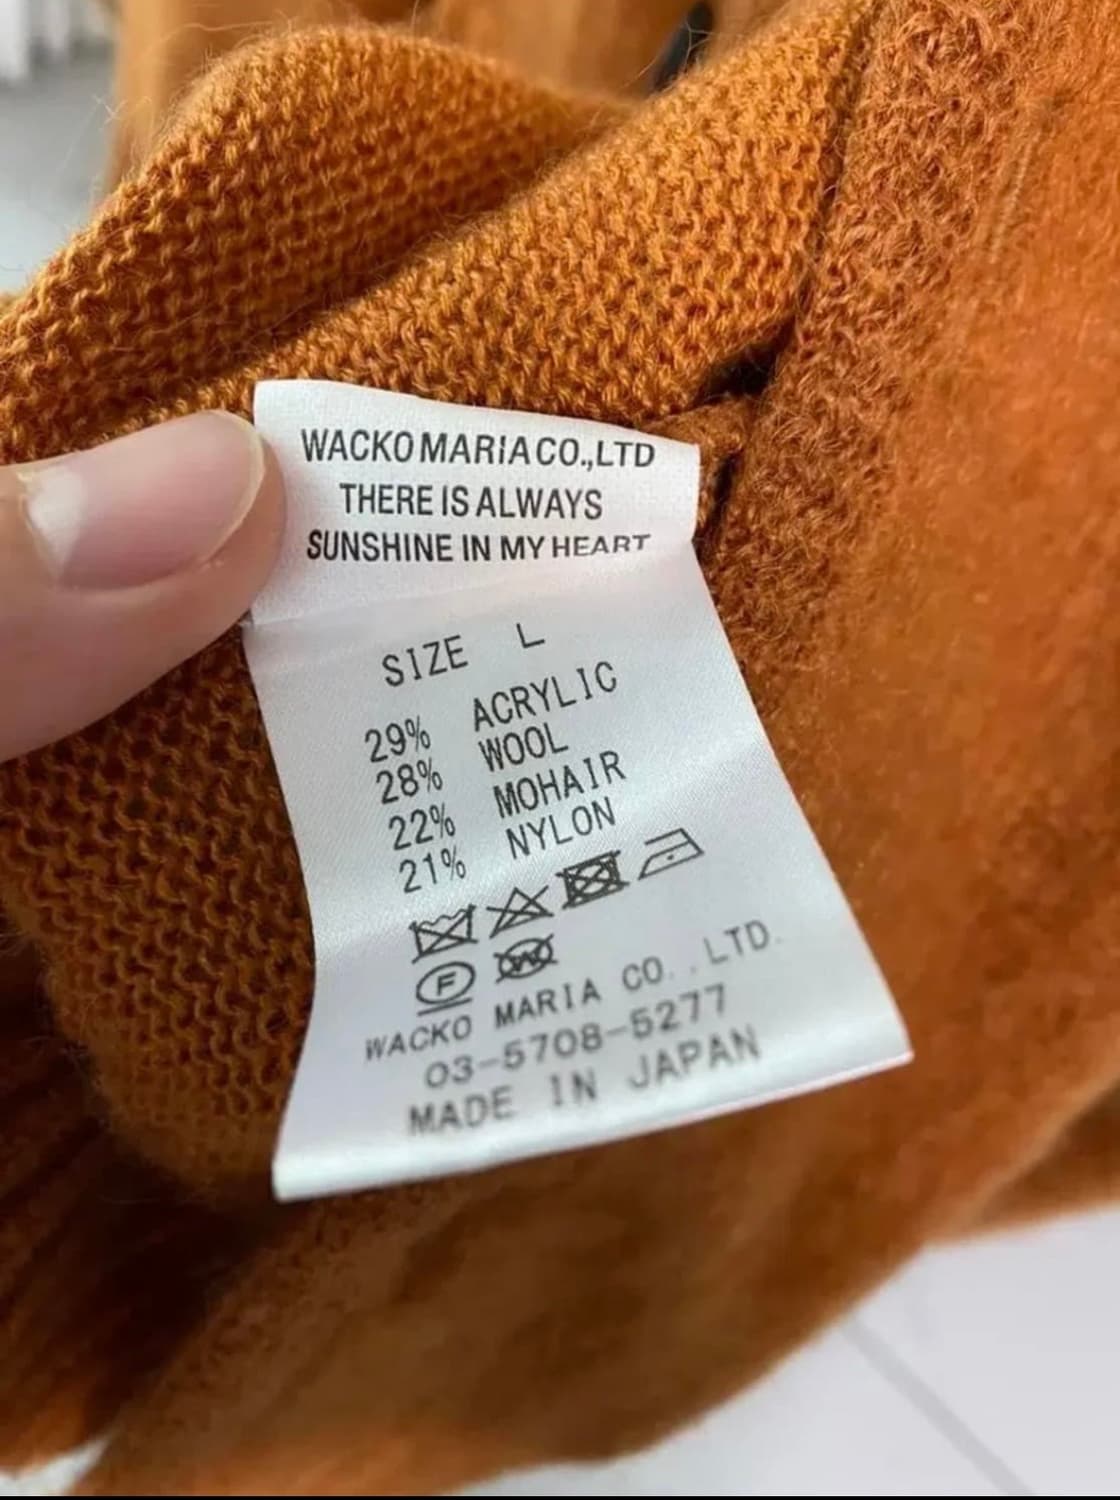 WACKO MARIA CO.,LTD
THERE IS ALWAYS
SUNSHINE IN MY HEART
SIZE L
29% ACRYLIC
28% WOOL
22% MOHAIR
21% NYLON
F W
WACKO MARIA CO.,LTD.
03-5708-5277
MADE IN JAPAN